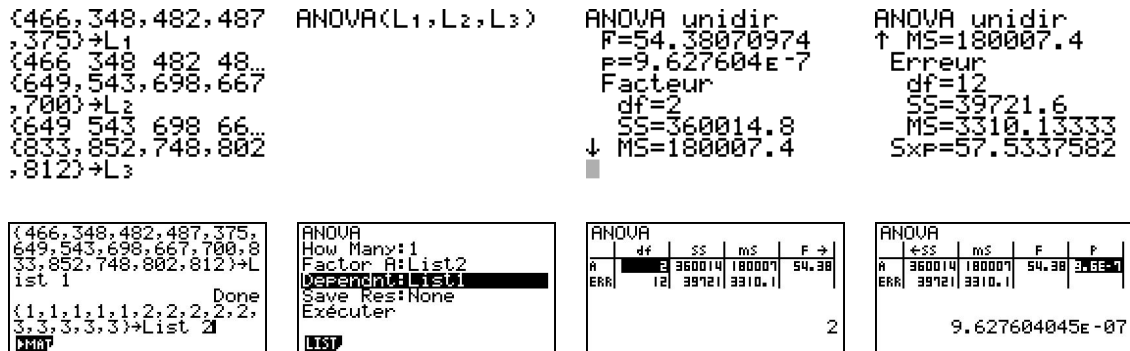 {466,348,482,487
,375}→L₁
{466 348 482 48…
{649,543,698,667
,700}→L₂
{649 543 698 66…
{833,852,748,802
,812}→L₃
ANOVA(L₁,L₂,L₃)
ANOVA unidir
F=54.38070974
p=9.627604ᴇ-7
Facteur
df=2
SS=360014.8
↓ MS=180007.4
ANOVA unidir
↑ MS=180007.4
Erreur
df=12
SS=39721.6
MS=3310.13333
Sxp=57.5337582
{466,348,482,487,375,
649,543,698,667,700,8
33,852,748,802,812}→L
ist 1
Done
{1,1,1,1,1,2,2,2,2,2,
3,3,3,3,3}→List 2
▶MAT
ANOVA
How Many:1
Factor A:List2
Dependnt:List1
Save Res:None
Exécuter
LIST
ANOVA
df SS mS F →
A 2 360014 180007 54.38
ERR 12 39721 3310.1
2
ANOVA
←SS mS F P
A 360014 180007 54.38 9.6E-7
ERR 39721 3310.1
9.627604045ᴇ-07